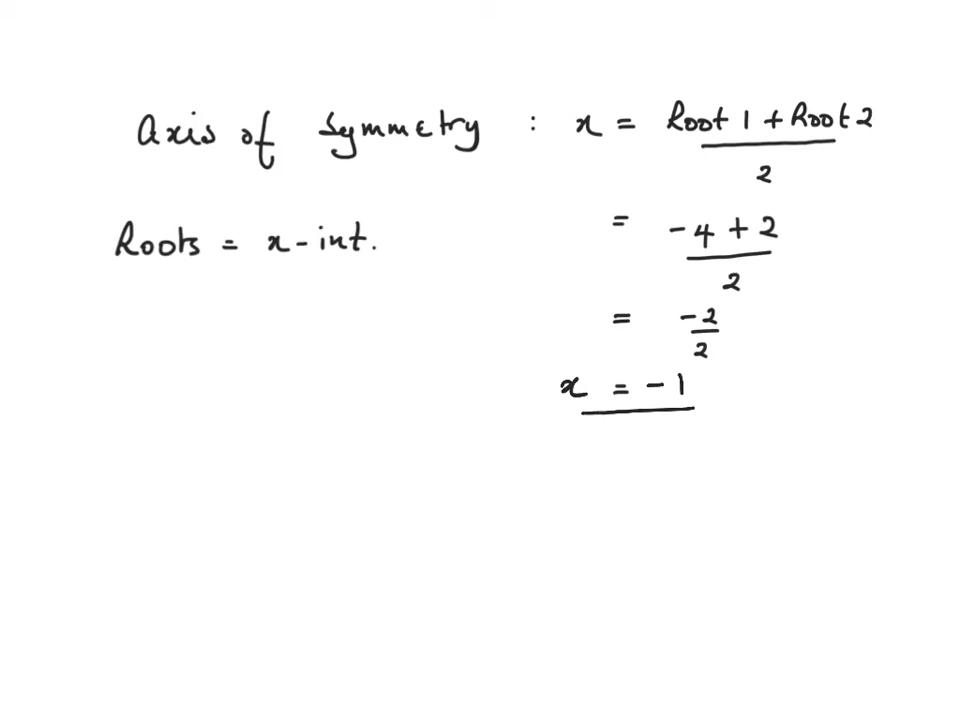 Axis of Symmetry : x = Root 1 + Root 2 / 2
Roots = x-int.
= -4 + 2 / 2
= -2 / 2
x = -1